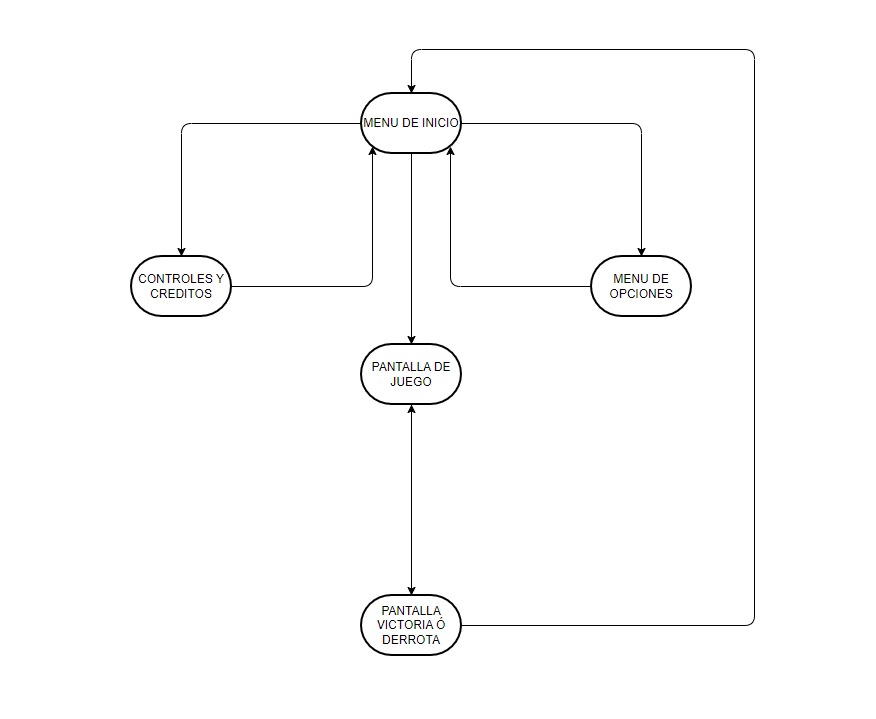 MENU DE INICIO
CONTROLES Y
CREDITOS
MENU DE
OPCIONES
PANTALLA DE
JUEGO
PANTALLA
VICTORIA Ó
DERROTA